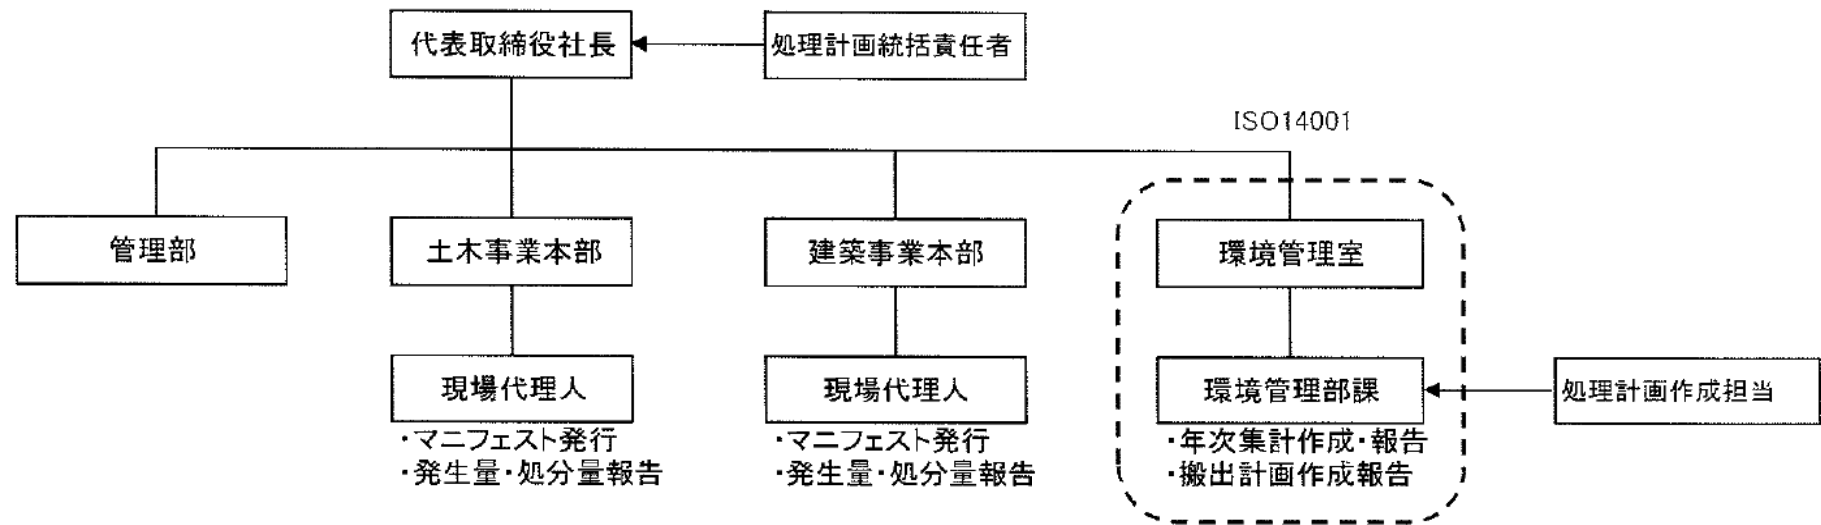 代表取締役社長
処理計画統括責任者
ISO14001
管理部
土木事業本部
建築事業本部
環境管理室
現場代理人
現場代理人
環境管理部課
処理計画作成担当
・マニフェスト発行
・発生量・処分量報告
・マニフェスト発行
・発生量・処分量報告
・年次集計作成・報告
・搬出計画作成報告